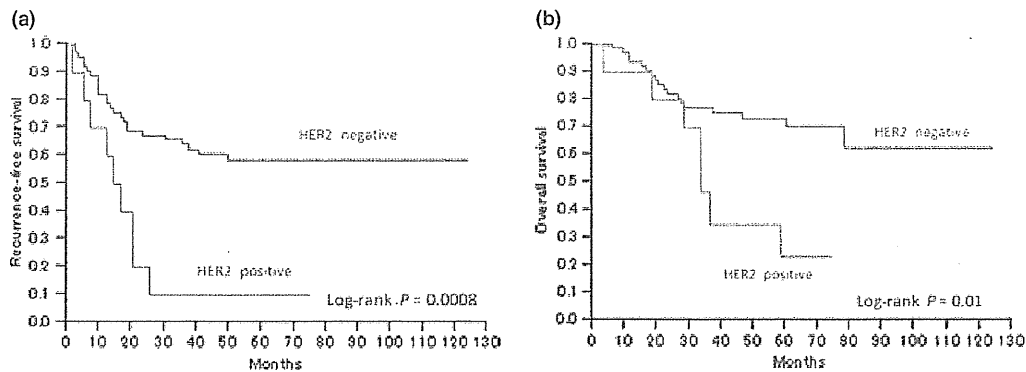 (a)
1.0
0.9
0.8
0.7
0.6
0.5
0.4
0.3
0.2
0.1
0.0
Recurrence-free survival
HER2 negative
HER2 positive
Log-rank P = 0.0008
0 10 20 30 40 50 60 70 80 90 100 110 120 130
Months
(b)
1.0
0.9
0.8
0.7
0.6
0.5
0.4
0.3
0.2
0.1
0.0
Overall survival
HER2 negative
HER2 positive
Log-rank P = 0.01
0 10 20 30 40 50 60 70 80 90 100 110 120 130
Months